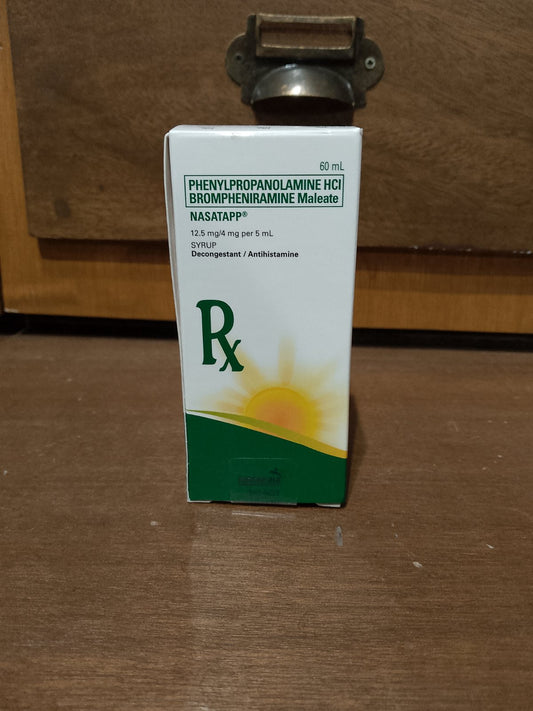 60 mL
PHENYLPROPANOLAMINE HCl
BROMPHENIRAMINE Maleate
NASATAPP®
12.5 mg/4 mg per 5 mL
SYRUP
Decongestant / Antihistamine
Rx